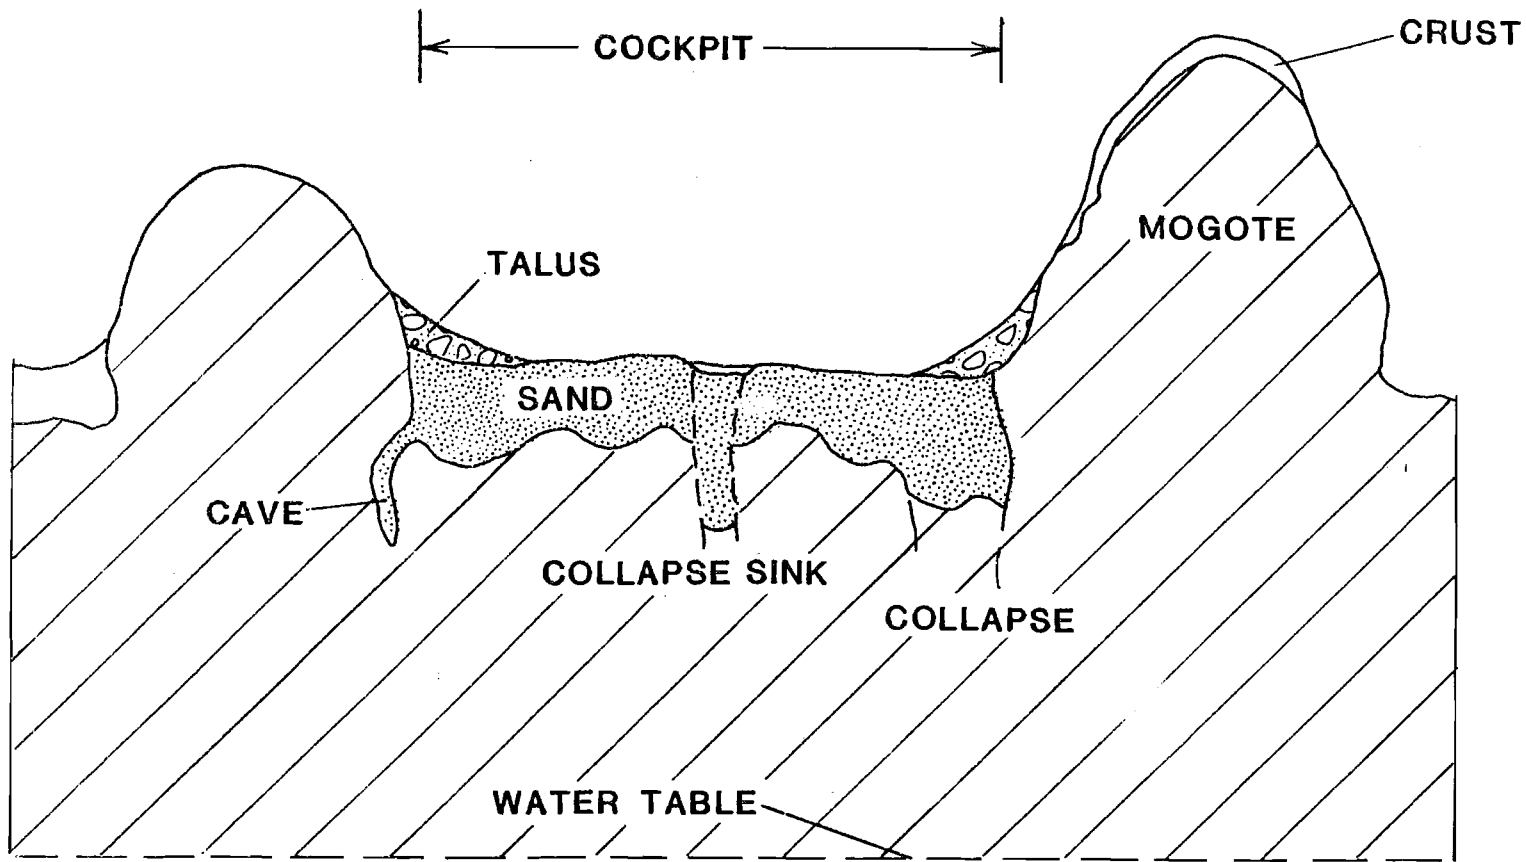 COCKPIT
CRUST
MOGOTE
TALUS
SAND
CAVE
COLLAPSE SINK
COLLAPSE
WATER TABLE